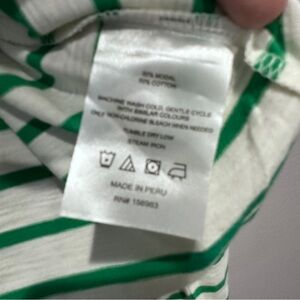 50% MODAL
50% COTTON
MACHINE WASH COLD, GENTLE CYCLE
WITH SIMILAR COLOURS
ONLY NON-CHLORINE BLEACH WHEN NEEDED
TUMBLE DRY LOW
STEAM IRON
MADE IN PERU
RN# 156963